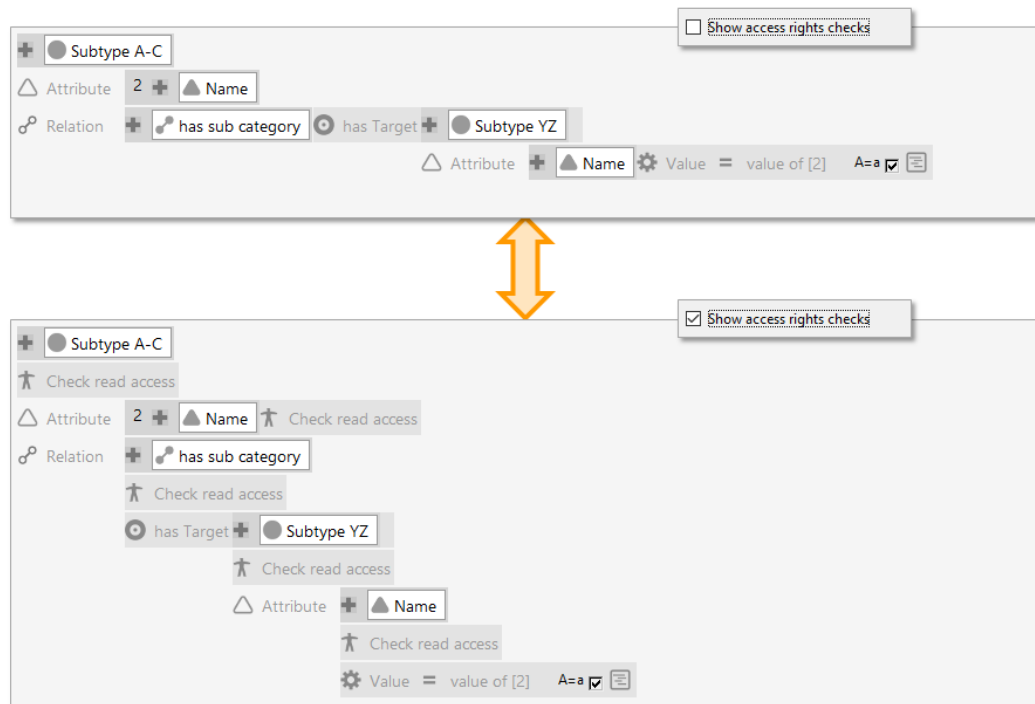 Show access rights checks
Subtype A-C
Attribute 2 Name
Relation has sub category has Target Subtype YZ
Attribute Name Value = value of [2] A=a
Show access rights checks
Subtype A-C
Check read access
Attribute 2 Name Check read access
Relation has sub category
Check read access
has Target Subtype YZ
Check read access
Attribute Name
Check read access
Value = value of [2] A=a